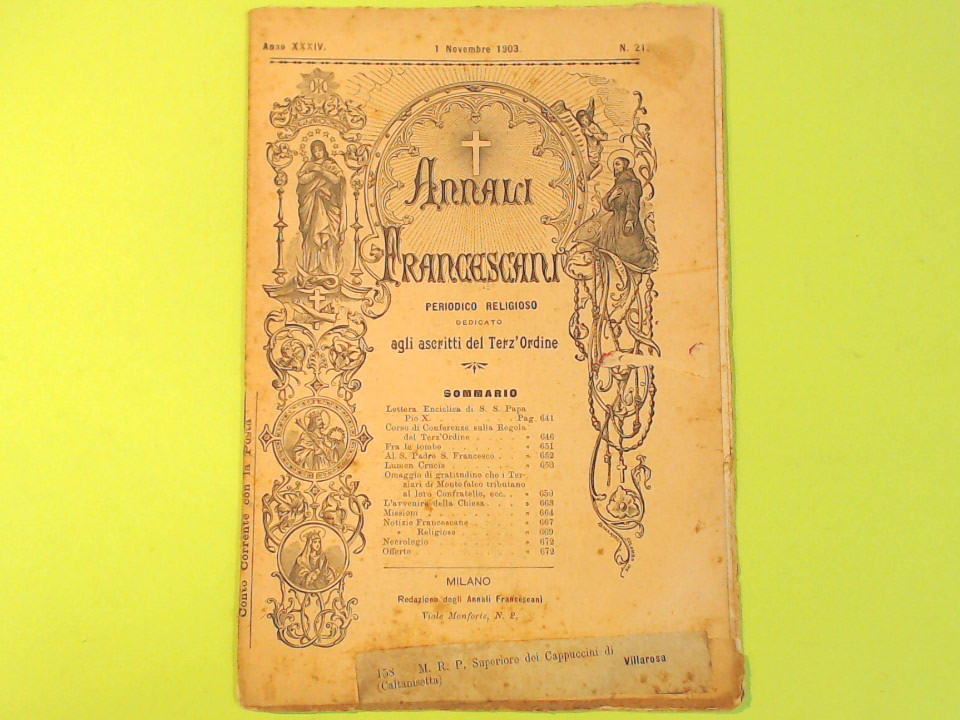 Anno XXXIV.
1 Novembre 1903.
N. 21.
Annali
Francescani
PERIODICO RELIGIOSO
DEDICATO
agli ascritti del Terz'Ordine
SOMMARIO
Lettera Enciclica di S. S. Papa
Pio X. . . . . . . . . Pag. 641
Corso di Conferenze sulla Regola
del Terz'Ordine . . . . . » 646
Fra le tombe . . . . . . . » 651
Al S. Padre S. Francesco . . . » 652
Lumen Crucis . . . . . . . » 653
Omaggio di gratitudine che i Ter-
ziari di Montefalco tributano
al loro Confratello, ecc. . . » 659
L'avvenire della Chiesa . . . » 663
Missioni . . . . . . . . . » 664
Notizie Francescane . . . . . » 667
» Religiose . . . . . . » 669
Necrologio . . . . . . . . » 672
Offerte . . . . . . . . . » 672
MILANO
Redazione degli Annali Francescani
Viale Monforte, N. 2.
Conto Corrente con la Posta
158 M. R. P. Superiore dei Cappuccini di Villarosa
(Caltanisetta)